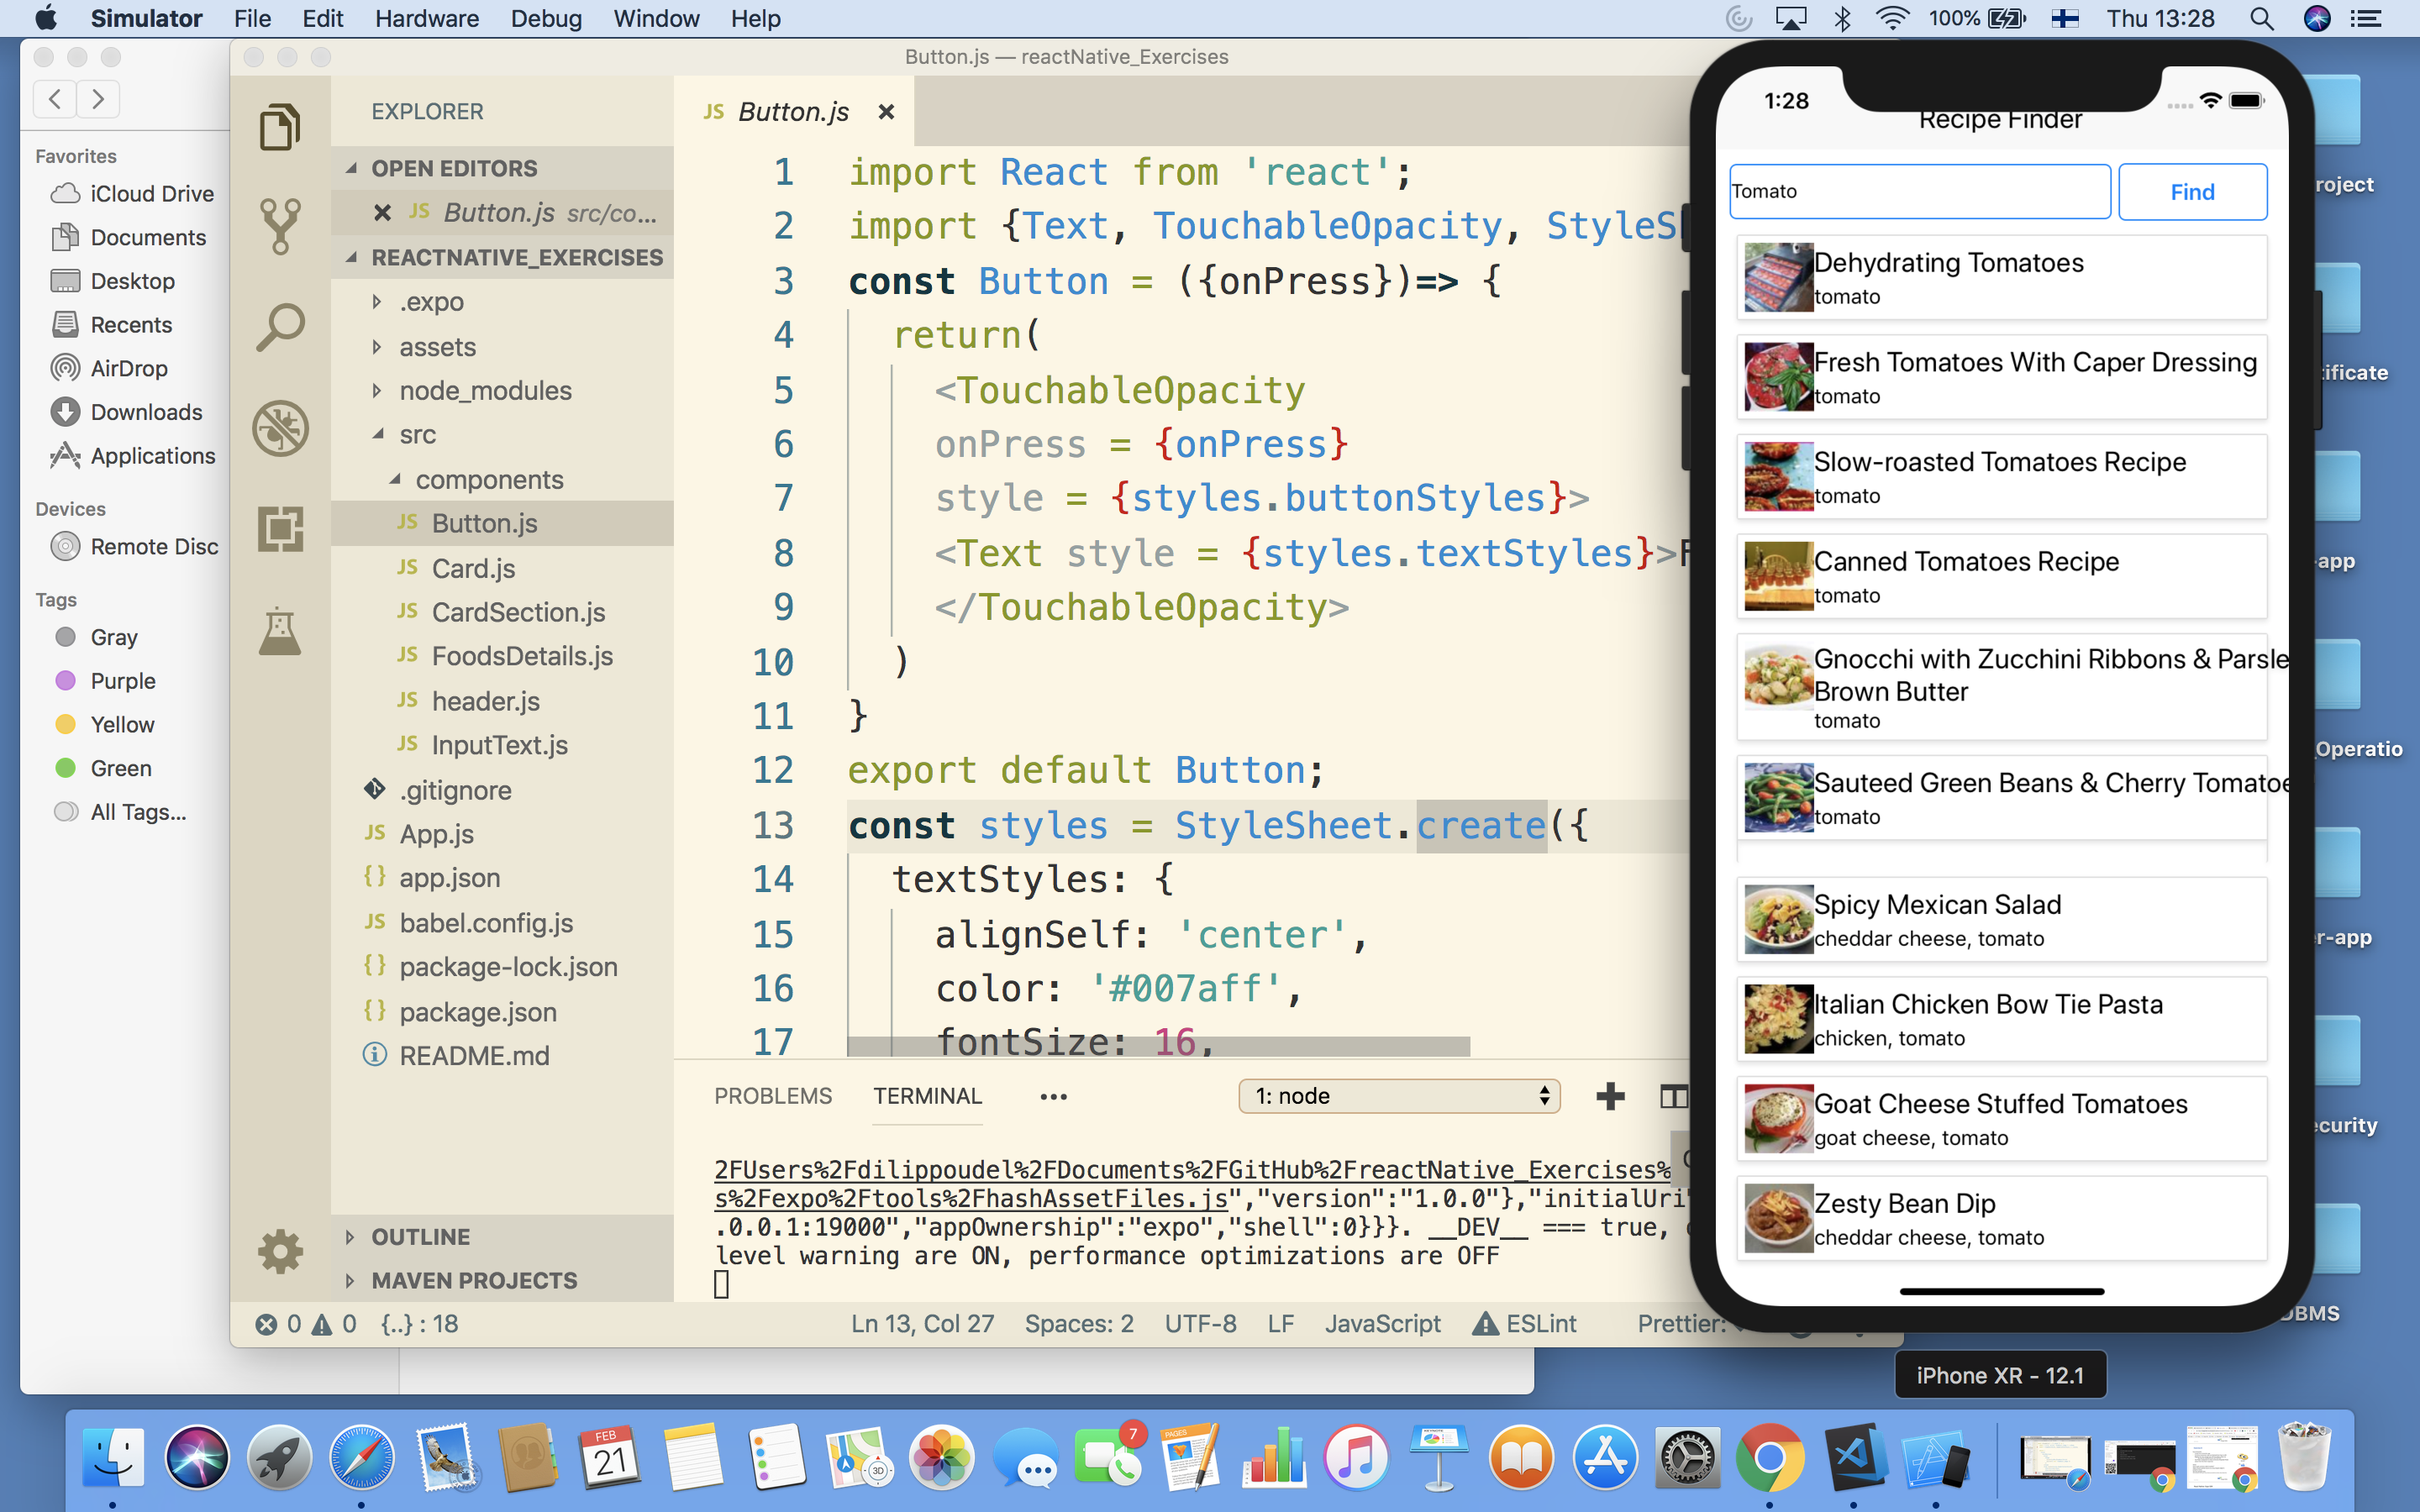 Simulator File Edit Hardware Debug Window Help 100% Thu 13:28
Button.js — reactNative_Exercises
Favorites
iCloud Drive
Documents
Desktop
Recents
AirDrop
Downloads
Applications
Devices
Remote Disc
Tags
Gray
Purple
Yellow
Green
All Tags...
EXPLORER
OPEN EDITORS
JS Button.js src/co...
REACTNATIVE_EXERCISES
.expo
assets
node_modules
src
components
JS Button.js
JS Card.js
JS CardSection.js
JS FoodsDetails.js
JS header.js
JS InputText.js
.gitignore
JS App.js
{} app.json
JS babel.config.js
{} package-lock.json
{} package.json
README.md
OUTLINE
MAVEN PROJECTS
JS Button.js ×
1 import React from 'react';
2 import {Text, TouchableOpacity, StyleS
3 const Button = ({onPress})=> {
4 return(
5 <TouchableOpacity
6 onPress = {onPress}
7 style = {styles.buttonStyles}>
8 <Text style = {styles.textStyles}>F
9 </TouchableOpacity>
10 )
11 }
12 export default Button;
13 const styles = StyleSheet.create({
14 textStyles: {
15 alignSelf: 'center',
16 color: '#007aff',
17 fontSize: 16,
PROBLEMS TERMINAL ••• 1: node
2FUsers%2Fdilippoudel%2FDocuments%2FGitHub%2FreactNative_Exercises%
s%2Fexpo%2Ftools%2FhashAssetFiles.js","version":"1.0.0"},"initialUri"
.0.0.1:19000","appOwnership":"expo","shell":0}}}. __DEV__ === true,
level warning are ON, performance optimizations are OFF
0 0 {..} : 18 Ln 13, Col 27 Spaces: 2 UTF-8 LF JavaScript ESLint Prettier:
1:28
Recipe Finder
Tomato Find
Dehydrating Tomatoes
tomato
Fresh Tomatoes With Caper Dressing
tomato
Slow-roasted Tomatoes Recipe
tomato
Canned Tomatoes Recipe
tomato
Gnocchi with Zucchini Ribbons & Parsle
Brown Butter
tomato
Sauteed Green Beans & Cherry Tomatoe
tomato
Spicy Mexican Salad
cheddar cheese, tomato
Italian Chicken Bow Tie Pasta
chicken, tomato
Goat Cheese Stuffed Tomatoes
goat cheese, tomato
Zesty Bean Dip
cheddar cheese, tomato
roject
tificate
-app
Operatio
r-app
ecurity
DBMS
iPhone XR - 12.1
FEB
21
3D
7
PAGES